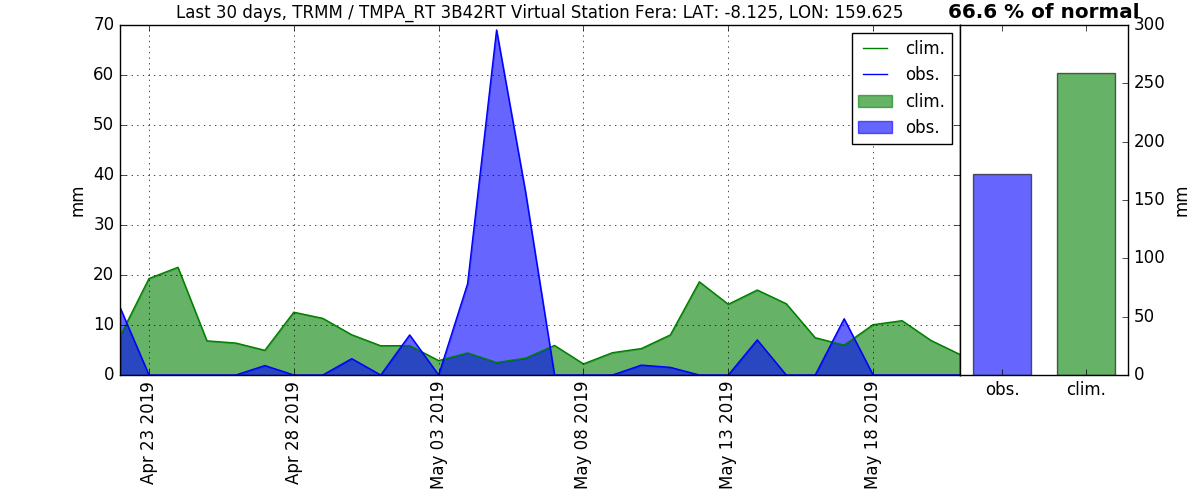 Last 30 days, TRMM / TMPA_RT 3B42RT Virtual Station Fera: LAT: -8.125, LON: 159.625
66.6 % of normal
70
60
50
40
30
20
10
0
mm
clim.
obs.
clim.
obs.
300
250
200
150
100
50
0
mm
Apr 23 2019
Apr 28 2019
May 03 2019
May 08 2019
May 13 2019
May 18 2019
obs.
clim.